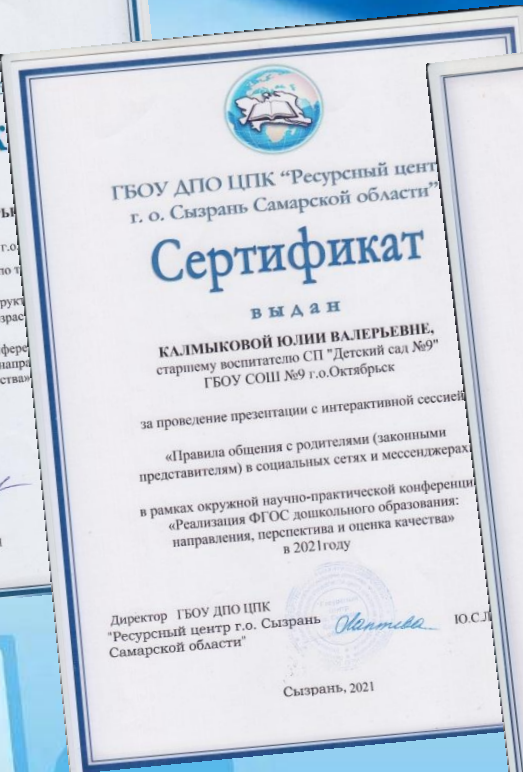 ГБОУ ДПО ЦПК “Ресурсный цент
г. о. Сызрань Самарской области”
Сертификат
выдан
КАЛМЫКОВОЙ ЮЛИИ ВАЛЕРЬЕВНЕ,
старшему воспитателю СП "Детский сад №9"
ГБОУ СОШ №9 г.о.Октябрьск
за проведение презентации с интерактивной сессией
«Правила общения с родителями (законными
представителям) в социальных сетях и мессенджерах
в рамках окружной научно-практической конференции
«Реализация ФГОС дошкольного образования:
направления, перспектива и оценка качества»
в 2021году
Директор ГБОУ ДПО ЦПК
"Ресурсный центр г.о. Сызрань
Самарской области"
Ю.С.Л
Сызрань, 2021